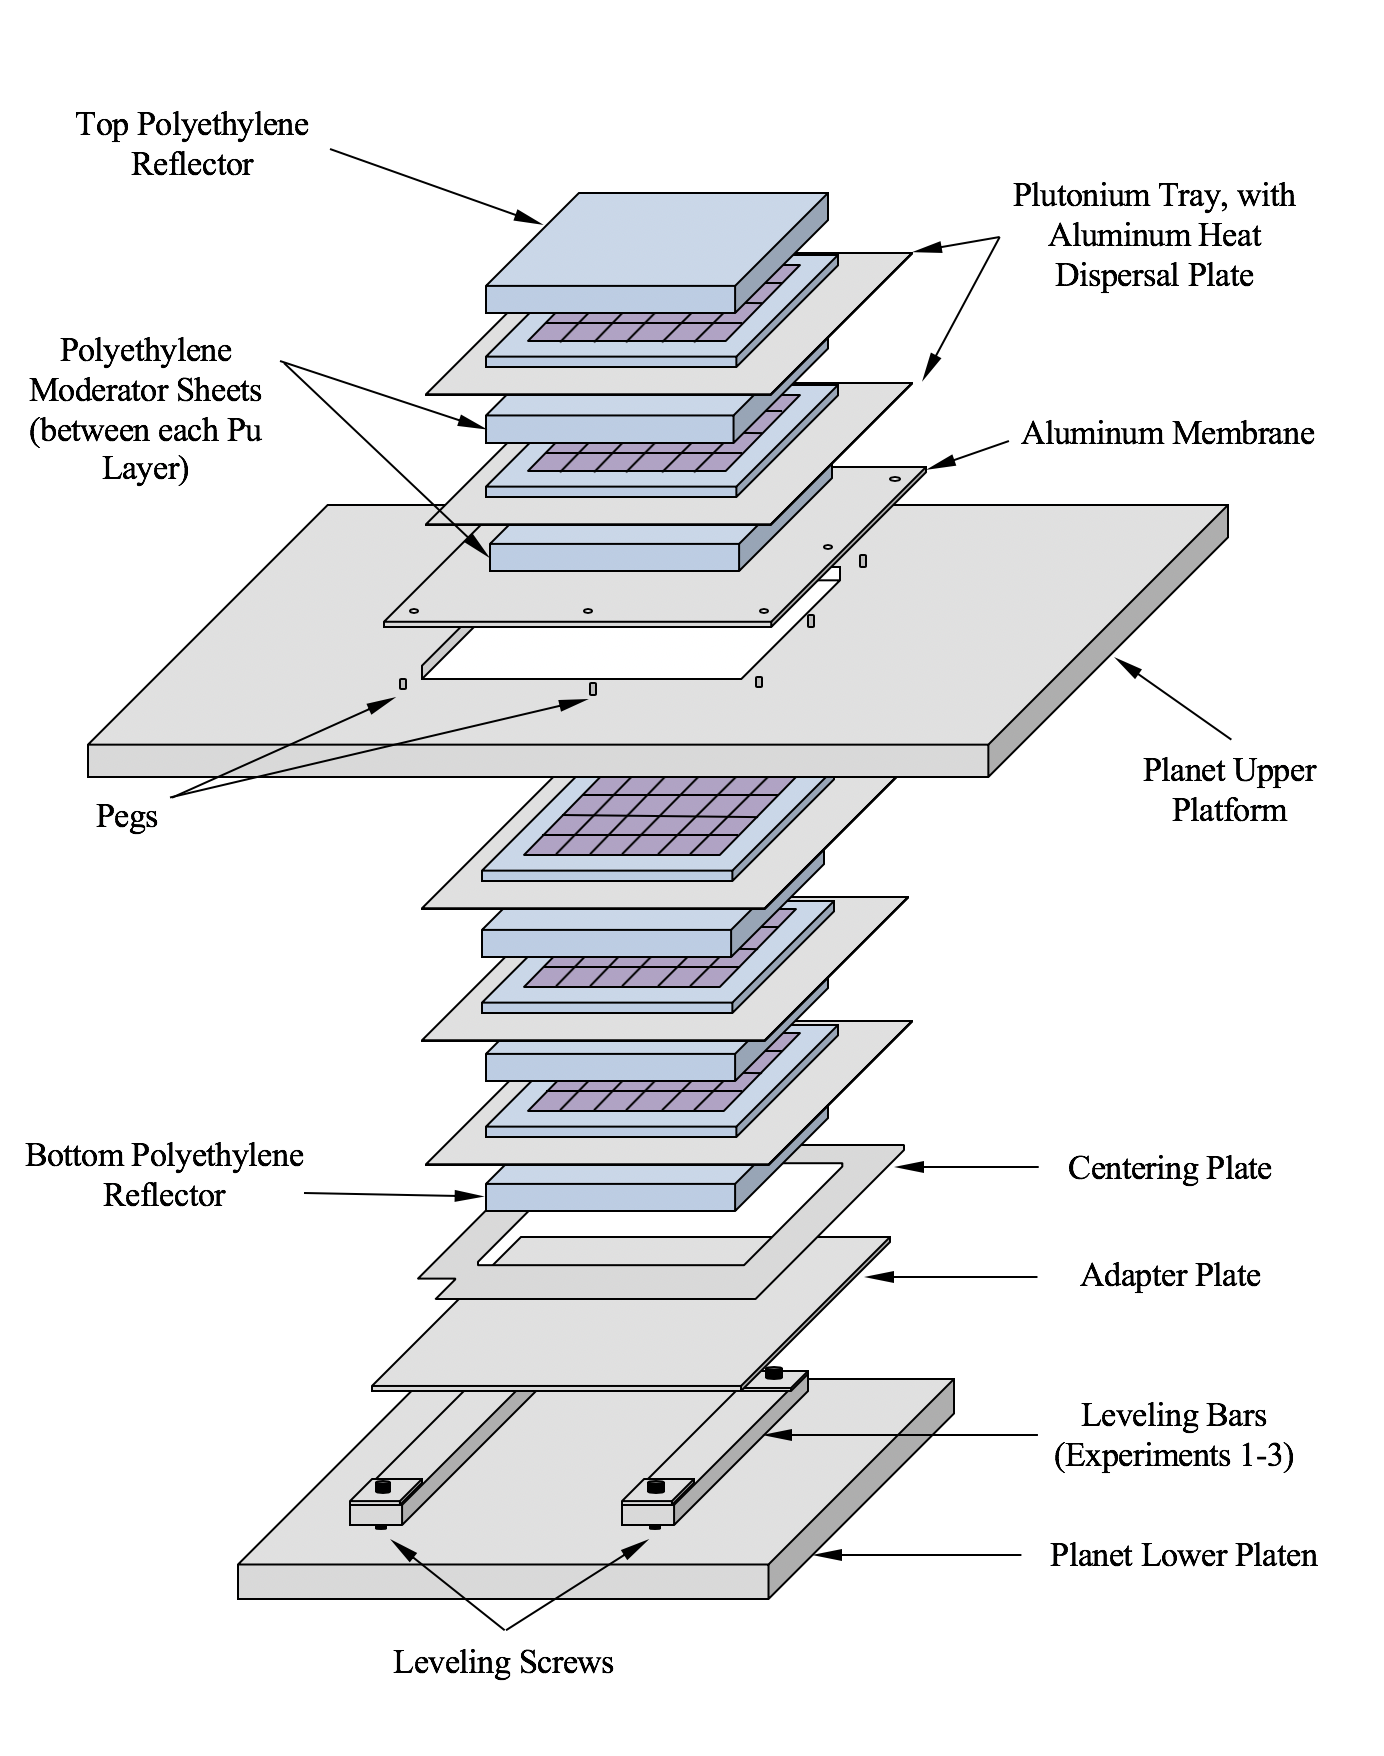 Top Polyethylene
Reflector
Plutonium Tray, with
Aluminum Heat
Dispersal Plate
Polyethylene
Moderator Sheets
(between each Pu
Layer)
Aluminum Membrane
Planet Upper
Platform
Pegs
Bottom Polyethylene
Reflector
Centering Plate
Adapter Plate
Leveling Bars
(Experiments 1-3)
Planet Lower Platen
Leveling Screws